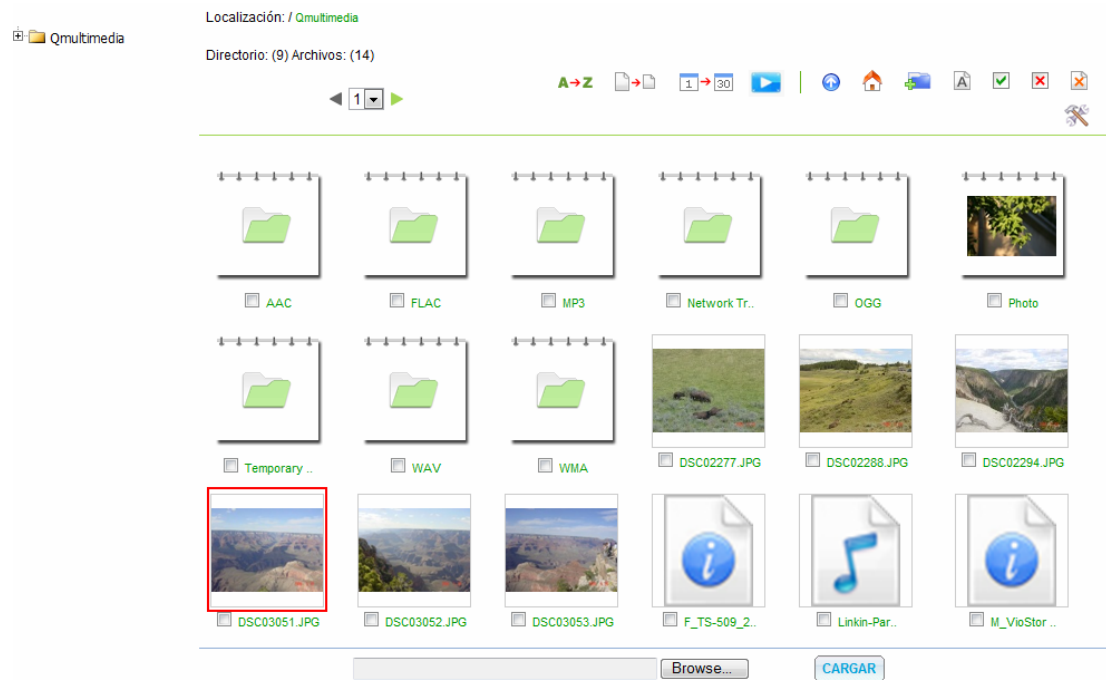 Localización: / Qmultimedia
Qmultimedia
Directorio: (9) Archivos: (14)
A→Z 1→30 A
1
AAC FLAC MP3 Network Tr.. OGG Photo
Temporary .. WAV WMA DSC02277.JPG DSC02288.JPG DSC02294.JPG
DSC03051.JPG DSC03052.JPG DSC03053.JPG F_TS-509_2.. Linkin-Par.. M_VioStor ..
Browse... CARGAR